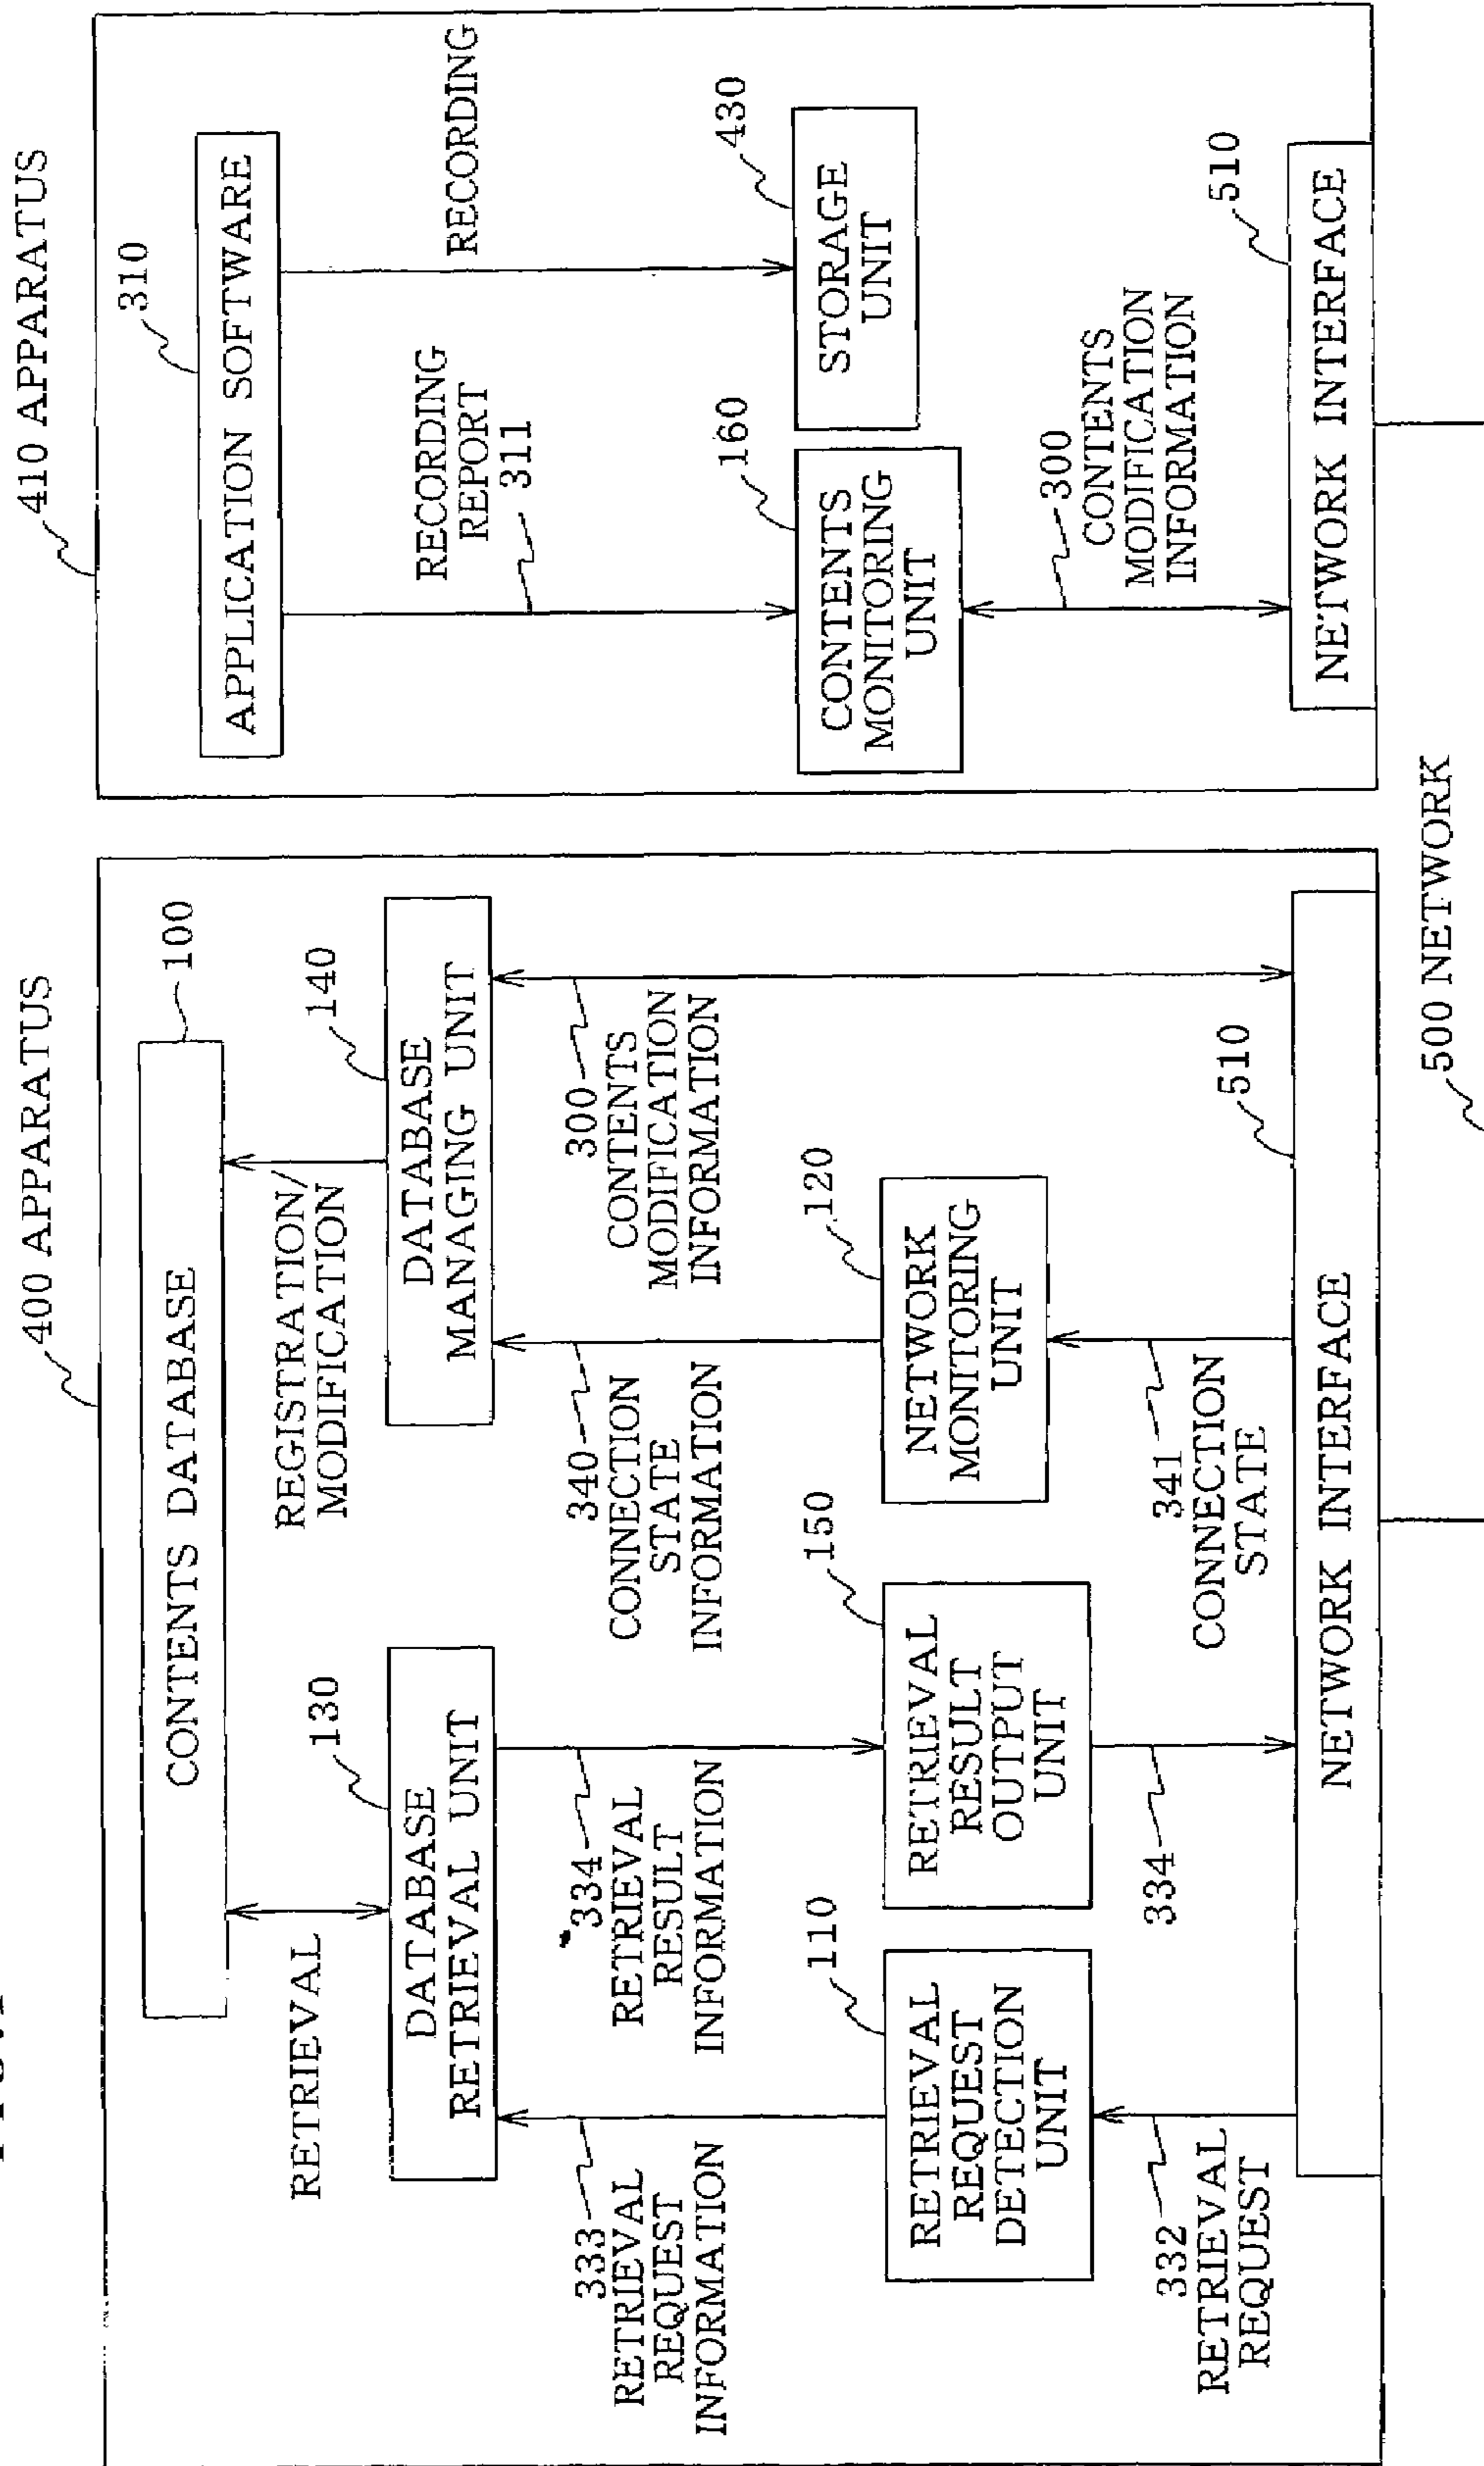 400 APPARATUS
CONTENTS DATABASE
100
RETRIEVAL
REGISTRATION/
MODIFICATION
130
DATABASE
RETRIEVAL UNIT
140
DATABASE
MANAGING UNIT
333
RETRIEVAL
REQUEST
INFORMATION
334
RETRIEVAL
RESULT
INFORMATION
340
CONNECTION
STATE
INFORMATION
300
CONTENTS
MODIFICATION
INFORMATION
110
RETRIEVAL
REQUEST
DETECTION
UNIT
150
RETRIEVAL
RESULT
OUTPUT
UNIT
120
NETWORK
MONITORING
UNIT
332
RETRIEVAL
REQUEST
334
341
CONNECTION
STATE
510
NETWORK INTERFACE
410 APPARATUS
310
APPLICATION SOFTWARE
RECORDING
REPORT
311
RECORDING
160
CONTENTS
MONITORING
UNIT
430
STORAGE
UNIT
300
CONTENTS
MODIFICATION
INFORMATION
510
NETWORK INTERFACE
500 NETWORK